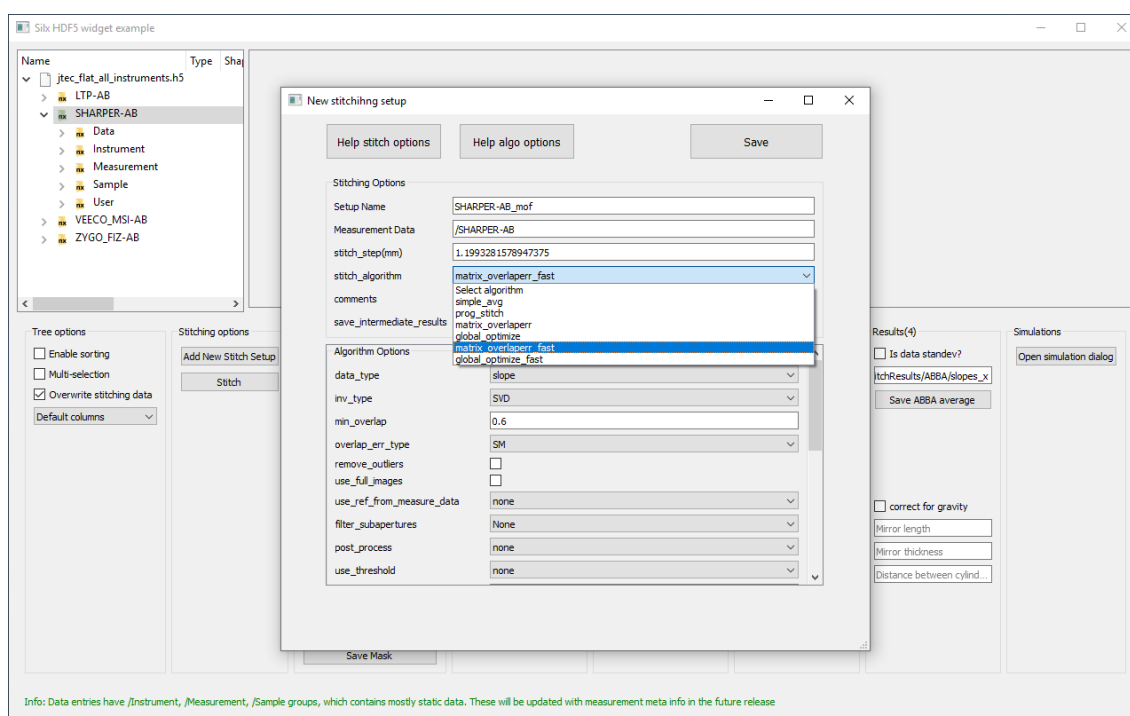 Silx HDF5 widget example
Name Type Shap
jtec_flat_all_instruments.h5
LTP-AB
SHARPER-AB
Data
Instrument
Measurement
Sample
User
VEECO_MSI-AB
ZYGO_FIZ-AB
New stitchihng setup
Help stitch options Help algo options Save
Stitching Options
Setup Name SHARPER-AB_mof
Measurement Data /SHARPER-AB
stitch_step(mm) 1.1993281578947375
stitch_algorithm matrix_overlaperr_fast
Select algorithm
simple_avg
prog_stitch
matrix_overlaperr
global_optimize
matrix_overlaperr_fast
global_optimize_fast
comments
save_intermediate_results
Algorithm Options
data_type slope
inv_type SVD
min_overlap 0.6
overlap_err_type SM
remove_outliers
use_full_images
use_ref_from_measure_data none
filter_subapertures None
post_process none
use_threshold none
Tree options
Enable sorting
Multi-selection
Overwrite stitching data
Default columns
Stitching options
Add New Stitch Setup
Stitch
Save Mask
Results(4)
Is data standev?
itchResults/ABBA/slopes_x
Save ABBA average
correct for gravity
Mirror length
Mirror thickness
Distance between cylind...
Simulations
Open simulation dialog
Info: Data entries have /Instrument, /Measurement, /Sample groups, which contains mostly static data. These will be updated with measurement meta info in the future release